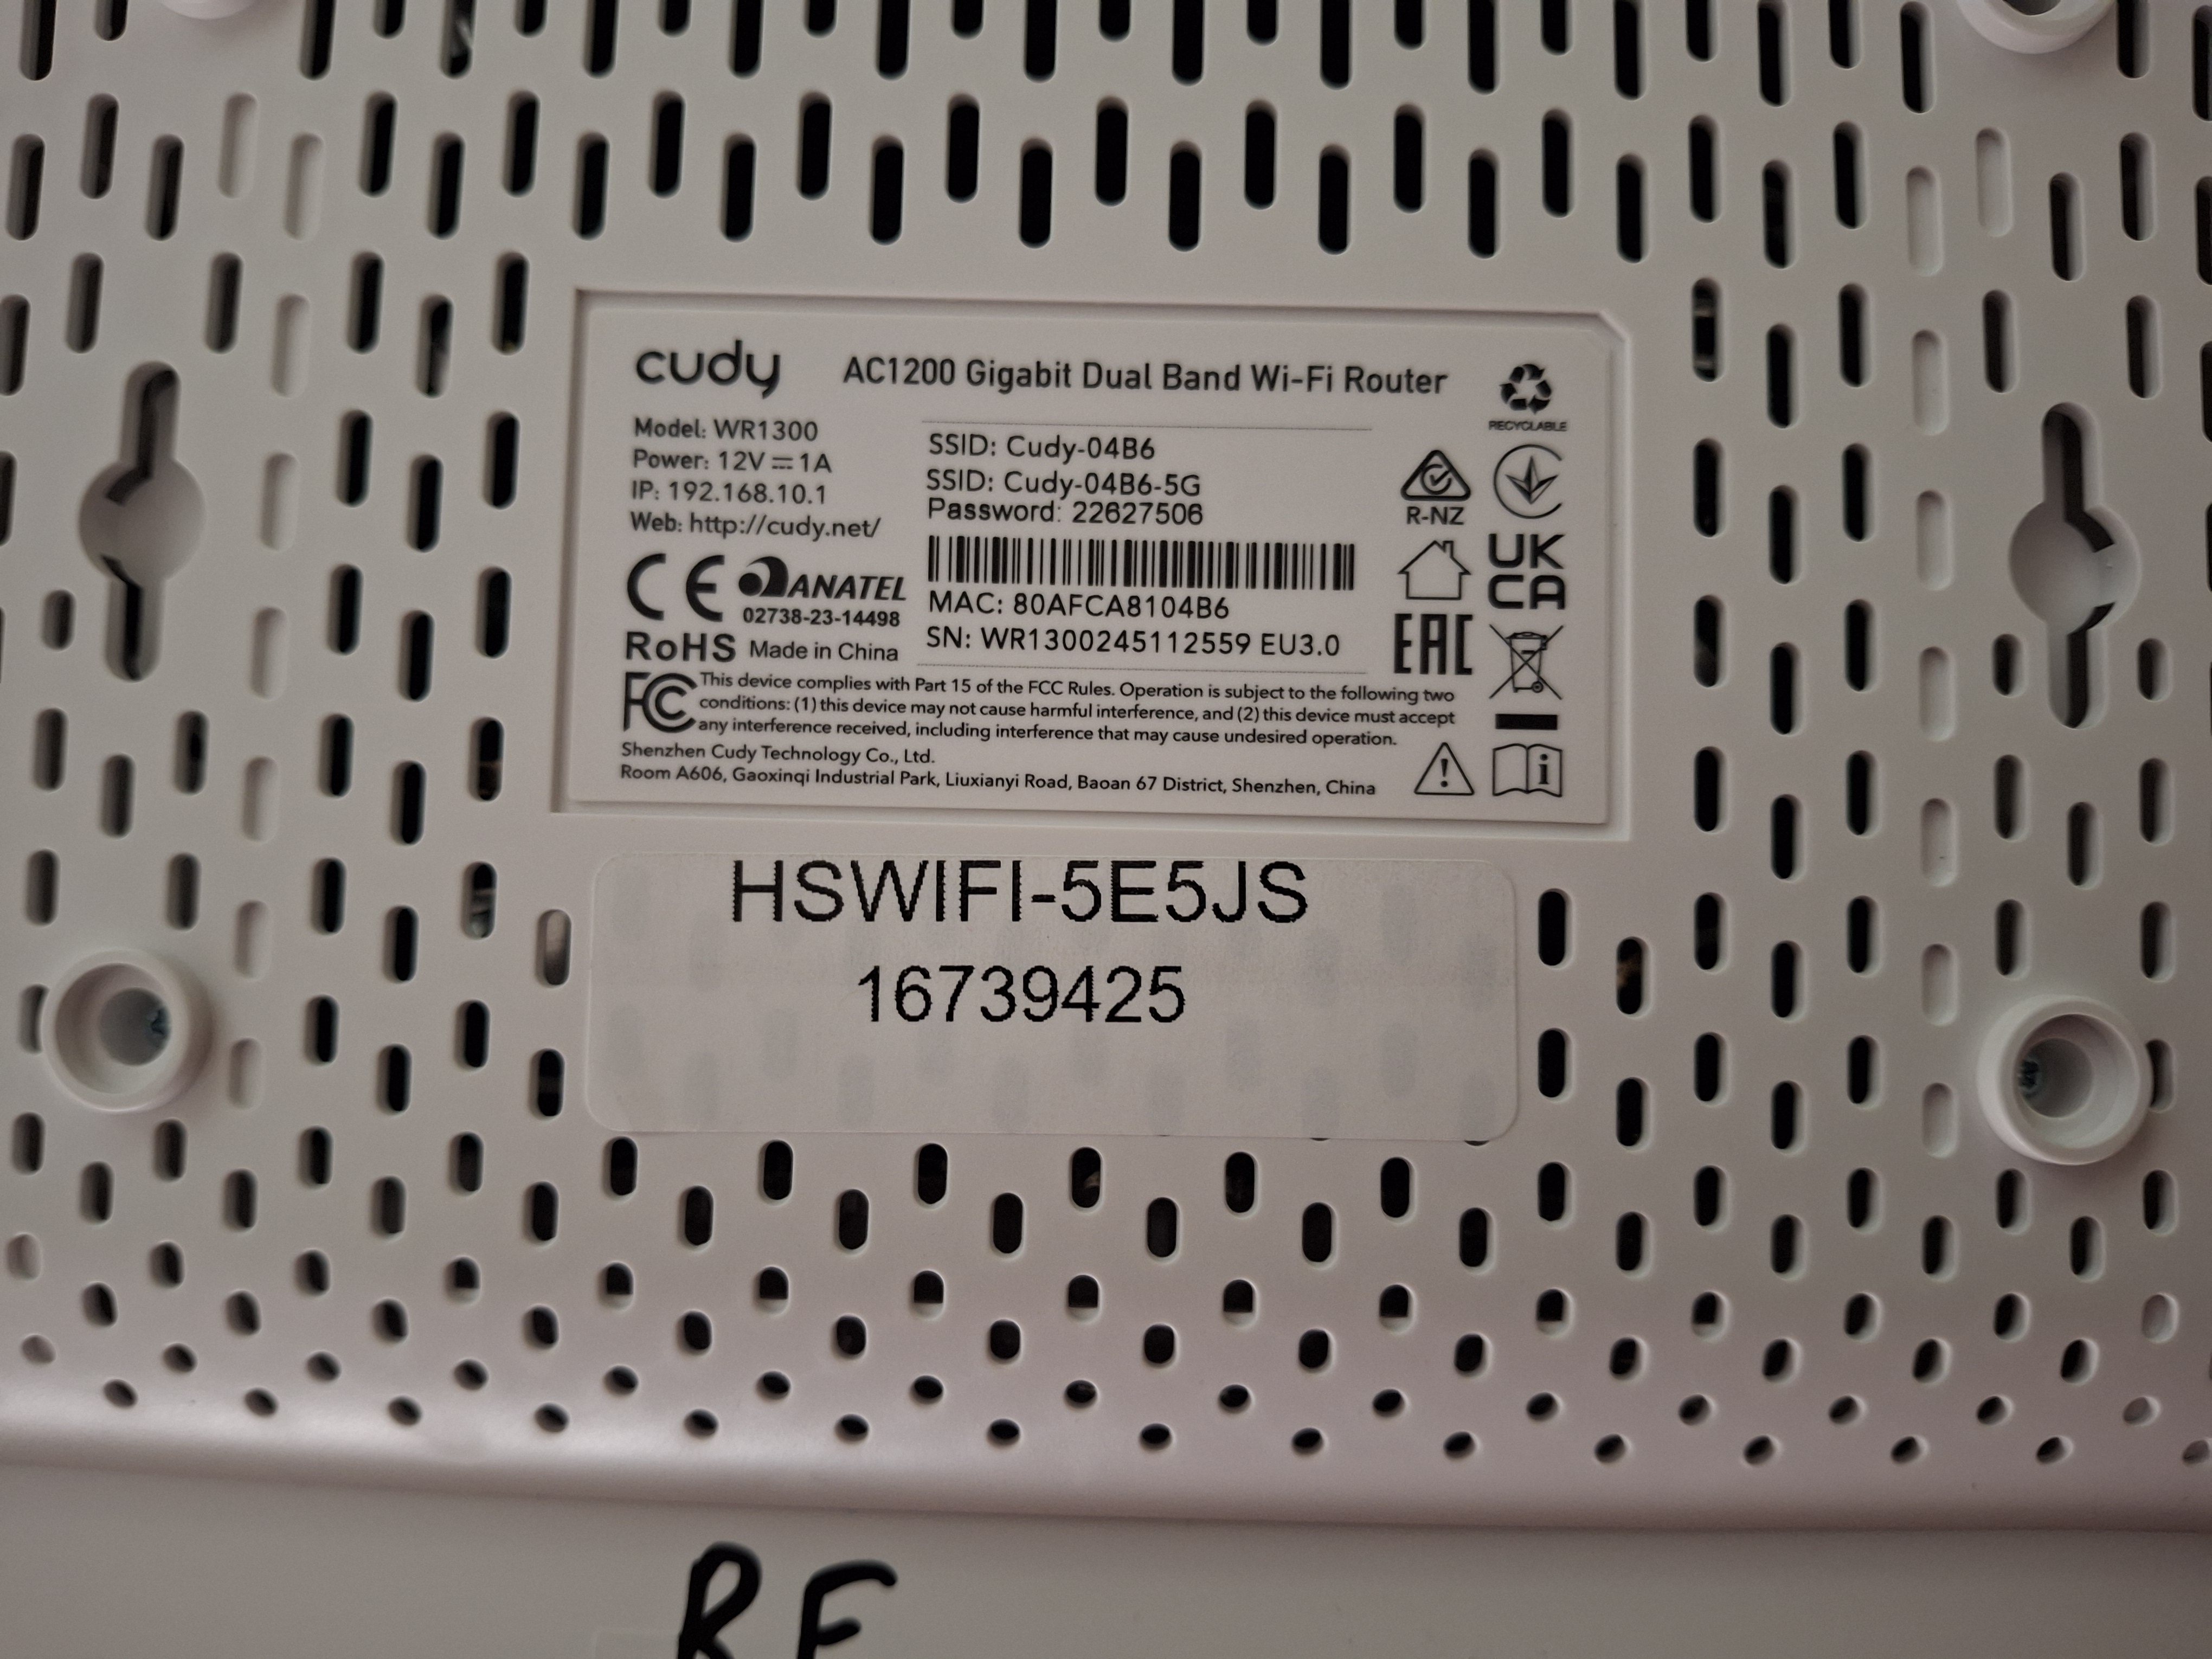 cudy AC1200 Gigabit Dual Band Wi-Fi Router
RECYCLABLE
Model: WR1300
Power: 12V⎓1A
IP: 192.168.10.1
Web: http://cudy.net/
SSID: Cudy-04B6
SSID: Cudy-04B6-5G
Password: 22627506
MAC: 80AFCA8104B6
SN: WR1300245112559 EU3.0
R-NZ
UK
CA
EAC
CE ANATEL
02738-23-14498
RoHS Made in China
FC This device complies with Part 15 of the FCC Rules. Operation is subject to the following two
conditions: (1) this device may not cause harmful interference, and (2) this device must accept
any interference received, including interference that may cause undesired operation.
Shenzhen Cudy Technology Co., Ltd.
Room A606, Gaoxinqi Industrial Park, Liuxianyi Road, Baoan 67 District, Shenzhen, China
HSWIFI-5E5JS
16739425